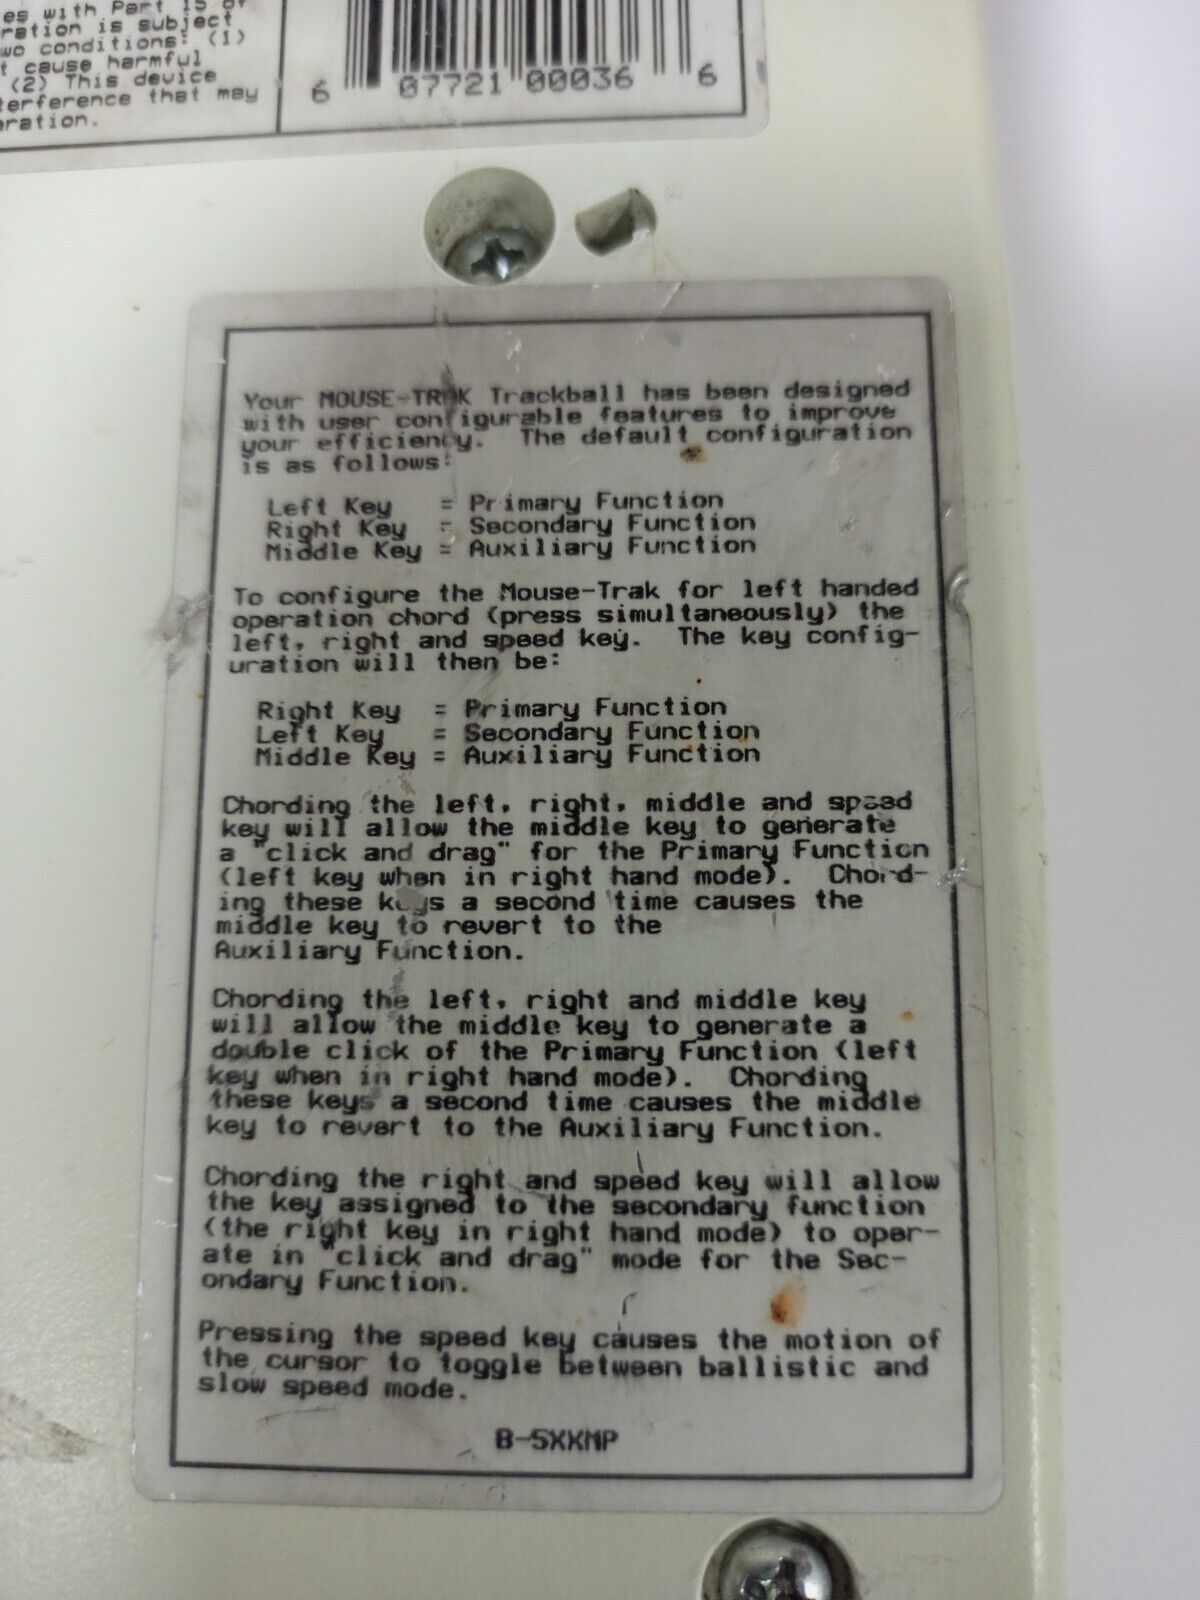 es with Part 15 of
ration is subject
wo conditions: (1)
t cause harmful
(2) This device
terference that may
eration.
6 07721 00036 6
Your MOUSE-TRAK Trackball has been designed
with user configurable features to improve
your efficiency. The default configuration
is as follows:
Left Key = Primary Function
Right Key = Secondary Function
Middle Key = Auxiliary Function
To configure the Mouse-Trak for left handed
operation chord (press simultaneously) the
left, right and speed key. The key config-
uration will then be:
Right Key = Primary Function
Left Key = Secondary Function
Middle Key = Auxiliary Function
Chording the left, right, middle and speed
key will allow the middle key to generate
a "click and drag" for the Primary Function
(left key when in right hand mode). Chord-
ing these keys a second time causes the
middle key to revert to the
Auxiliary Function.
Chording the left, right and middle key
will allow the middle key to generate a
double click of the Primary Function (left
key when in right hand mode). Chording
these keys a second time causes the middle
key to revert to the Auxiliary Function.
Chording the right and speed key will allow
the key assigned to the secondary function
(the right key in right hand mode) to oper-
ate in "click and drag" mode for the Sec-
ondary Function.
Pressing the speed key causes the motion of
the cursor to toggle between ballistic and
slow speed mode.
B-5XXMP